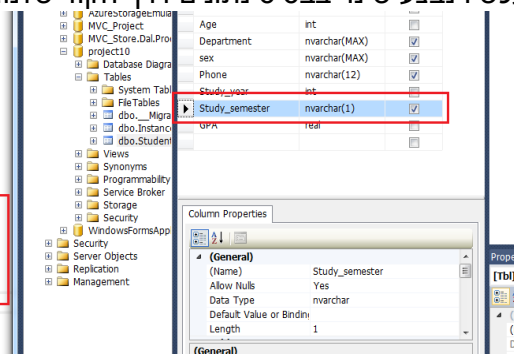 AzureStorageEmula
MVC_Project
MVC_Store.Dal.Pro
project10
Database Diagra
Tables
System Tabl
FileTables
dbo.__Migra
dbo.Instanc
dbo.Student
Views
Synonyms
Programmability
Service Broker
Storage
Security
WindowsFormsApp
Security
Server Objects
Replication
Management
Age int
Department nvarchar(MAX)
sex nvarchar(MAX)
Phone nvarchar(12)
Study_year int
Study_semester nvarchar(1)
GPA real
Column Properties
(General)
(Name) Study_semester
Allow Nulls Yes
Data Type nvarchar
Default Value or Binding
Length 1
(General)
Prope
[Tbl]